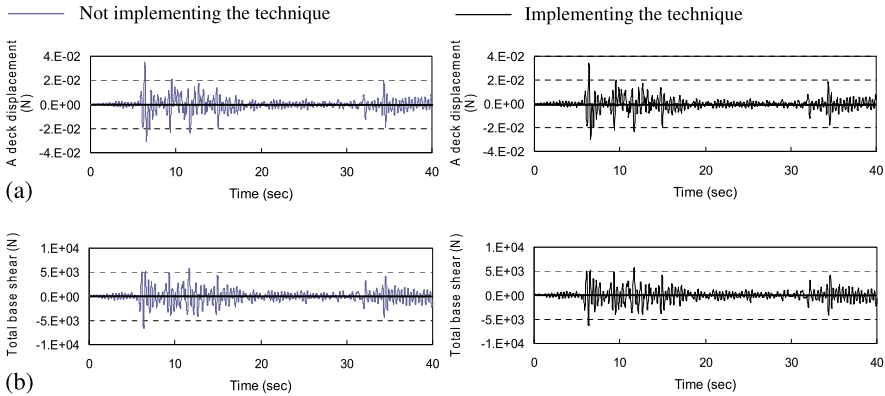 Not implementing the technique
Implementing the technique
A deck displacement
(N)
4.E-02
2.E-02
0.E+00
-2.E-02
-4.E-02
0 10 20 30 40
Time (sec)
A deck displacement
(N)
4.E-02
2.E-02
0.E+00
-2.E-02
-4.E-02
0 10 20 30 40
Time (sec)
(a)
Total base shear (N)
1.E+04
5.E+03
0.E+00
-5.E+03
-1.E+04
0 10 20 30 40
Time (sec)
Total base shear (N)
1.E+04
5.E+03
0.E+00
-5.E+03
-1.E+04
0 10 20 30 40
Time (sec)
(b)